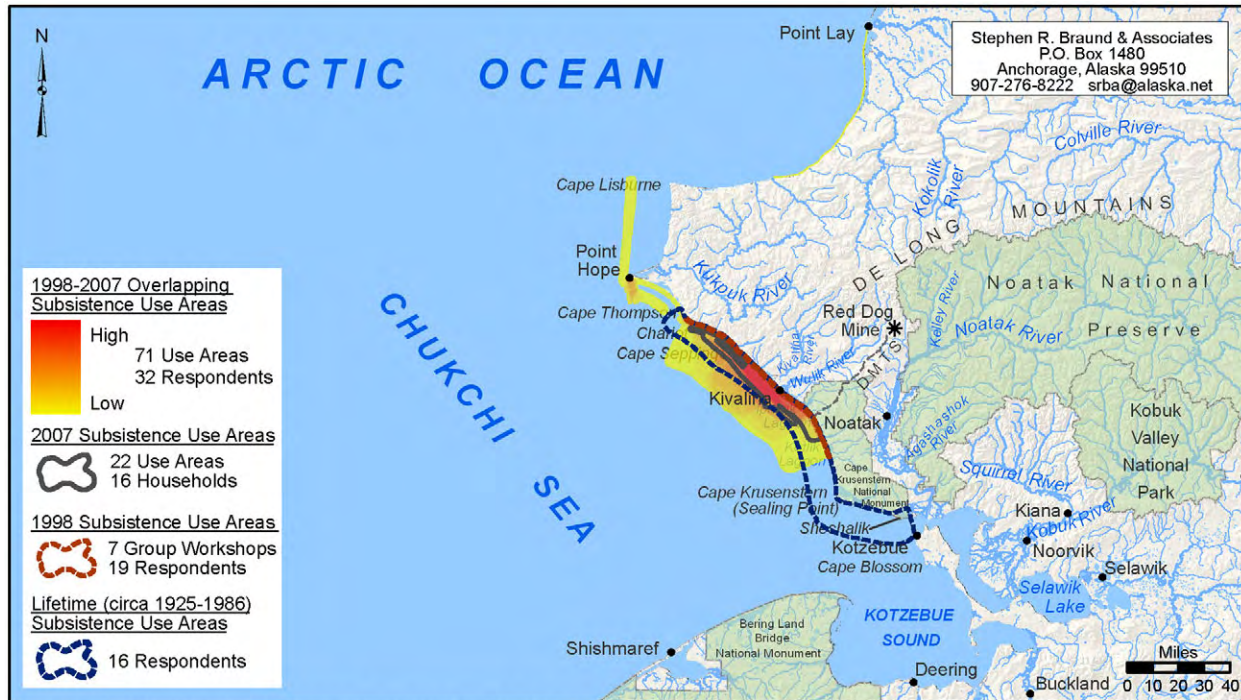 N
ARCTIC OCEAN
Point Lay
Stephen R. Braund & Associates
P.O. Box 1480
Anchorage, Alaska 99510
907-276-8222 srba@alaska.net
Colville River
Kokolik
River
Cape Lisburne
DE LONG MOUNTAINS
Point
Hope
Kukpuk River
Noatak National
Preserve
Kelley River
Noatak River
Red Dog
Mine
Cape Thompson
Cape Sepping
Kivalina
River
Wulik River
DMTS
Kivalina
Noatak
Agashashok
River
CHUKCHI SEA
Kobuk
Valley
National
Park
Squirrel River
Cape
Krusenstern
National
Monument
Cape Krusenstern
(Sealing Point)
Sheshalik
Kiana
Kobuk River
Kotzebue
Noorvik
Cape Blossom
Selawik
Selawik
Lake
KOTZEBUE
SOUND
Bering Land
Bridge
National Monument
Shishmaref
Deering
Buckland
Miles
0 10 20 30 40
1998-2007 Overlapping
Subsistence Use Areas
High
71 Use Areas
32 Respondents
Low
2007 Subsistence Use Areas
22 Use Areas
16 Households
1998 Subsistence Use Areas
7 Group Workshops
19 Respondents
Lifetime (circa 1925-1986)
Subsistence Use Areas
16 Respondents